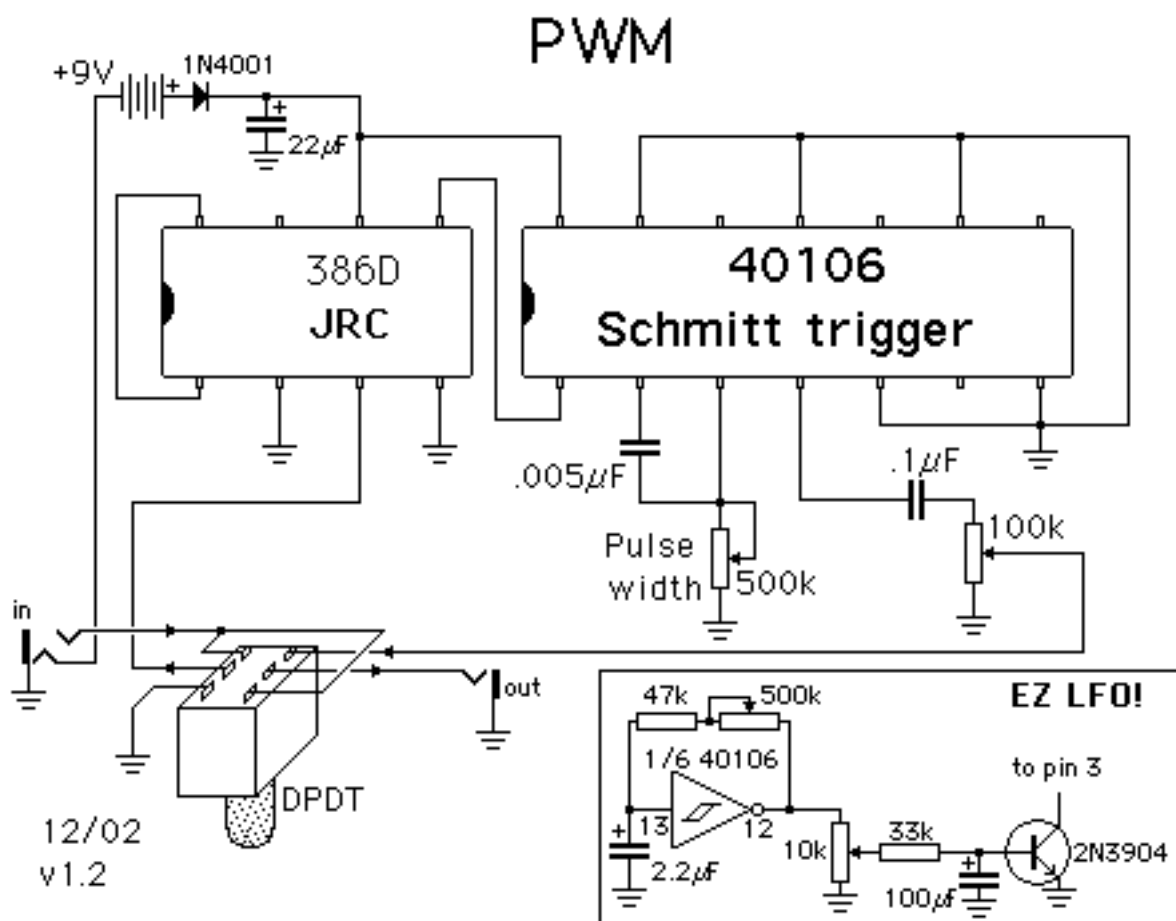 PWM
+9V
1N4001
+
+
22µF
386D
JRC
40106
Schmitt trigger
.005µF
.1µF
Pulse
width
500k
100k
in
out
DPDT
12/02
v1.2
EZ LFO!
47k
500k
1/6 40106
to pin 3
13
12
+
2.2µF
10k
33k
+
100µF
2N3904